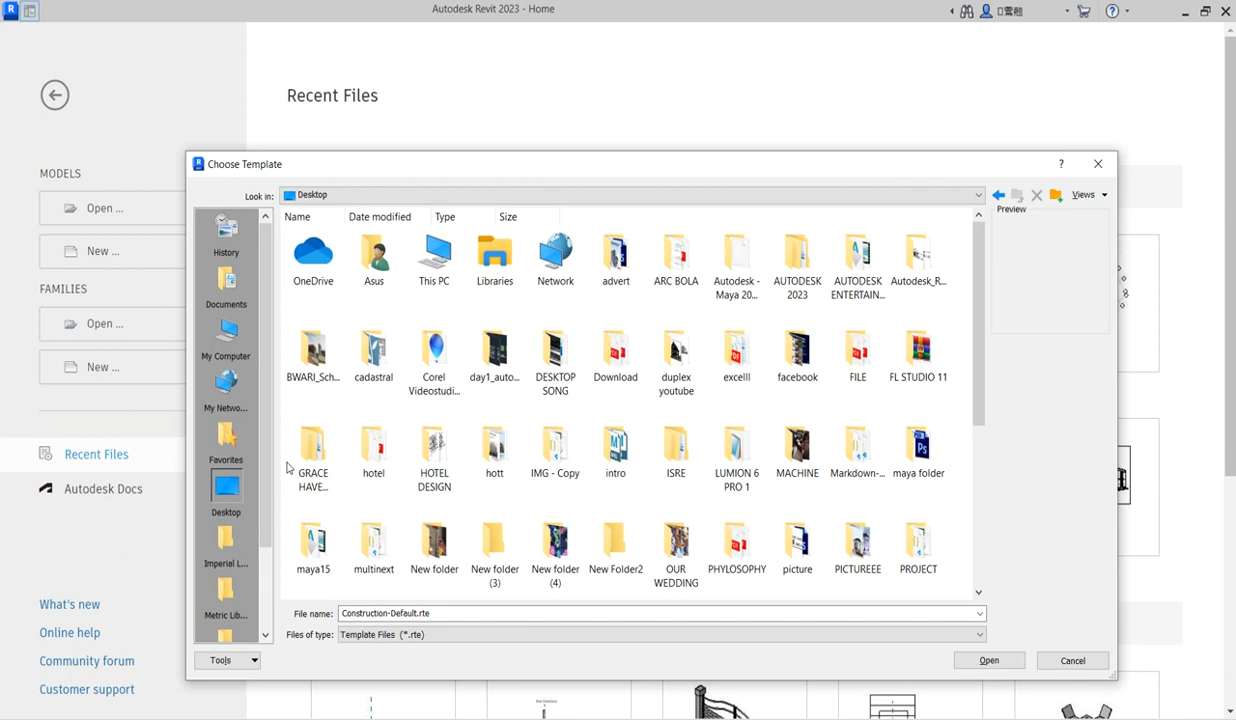 Autodesk Revit 2023 - Home
Recent Files
MODELS
Open ...
New ...
FAMILIES
Open ...
New ...
Recent Files
Autodesk Docs
What's new
Online help
Community forum
Customer support
Choose Template
Look in:
Desktop
Views
Preview
History
Documents
My Computer
My Netwo...
Favorites
Desktop
Imperial L...
Metric Lib...
Name Date modified Type Size
OneDrive
Asus
This PC
Libraries
Network
advert
ARC BOLA
Autodesk -
Maya 20...
AUTODESK
2023
AUTODESK
ENTERTAIN...
Autodesk_R...
BWARI_Sch...
cadastral
Corel
Videostudi...
day1_auto...
DESKTOP
SONG
Download
duplex
youtube
excelll
facebook
FILE
FL STUDIO 11
GRACE
HAVE...
hotel
HOTEL
DESIGN
hott
IMG - Copy
intro
ISRE
LUMION 6
PRO 1
MACHINE
Markdown-...
maya folder
maya15
multinext
New folder
New folder
(3)
New folder
(4)
New Folder2
OUR
WEDDING
PHYLOSOPHY
picture
PICTUREEE
PROJECT
File name:
Construction-Default.rte
Files of type:
Template Files (*.rte)
Tools
Open
Cancel